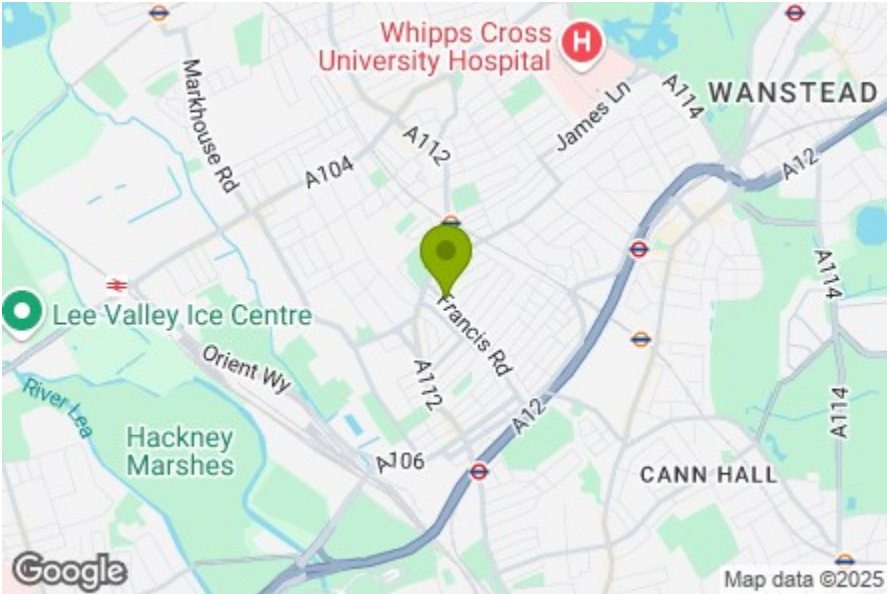 Whipps Cross
University Hospital
H
WANSTEAD
Markhouse Rd
James Ln
A114
A112
A104
A12
A114
Lee Valley Ice Centre
Francis Rd
Orient Wy
A112
River Lea
A114
A12
Hackney
Marshes
A106
CANN HALL
Google
Map data ©2025